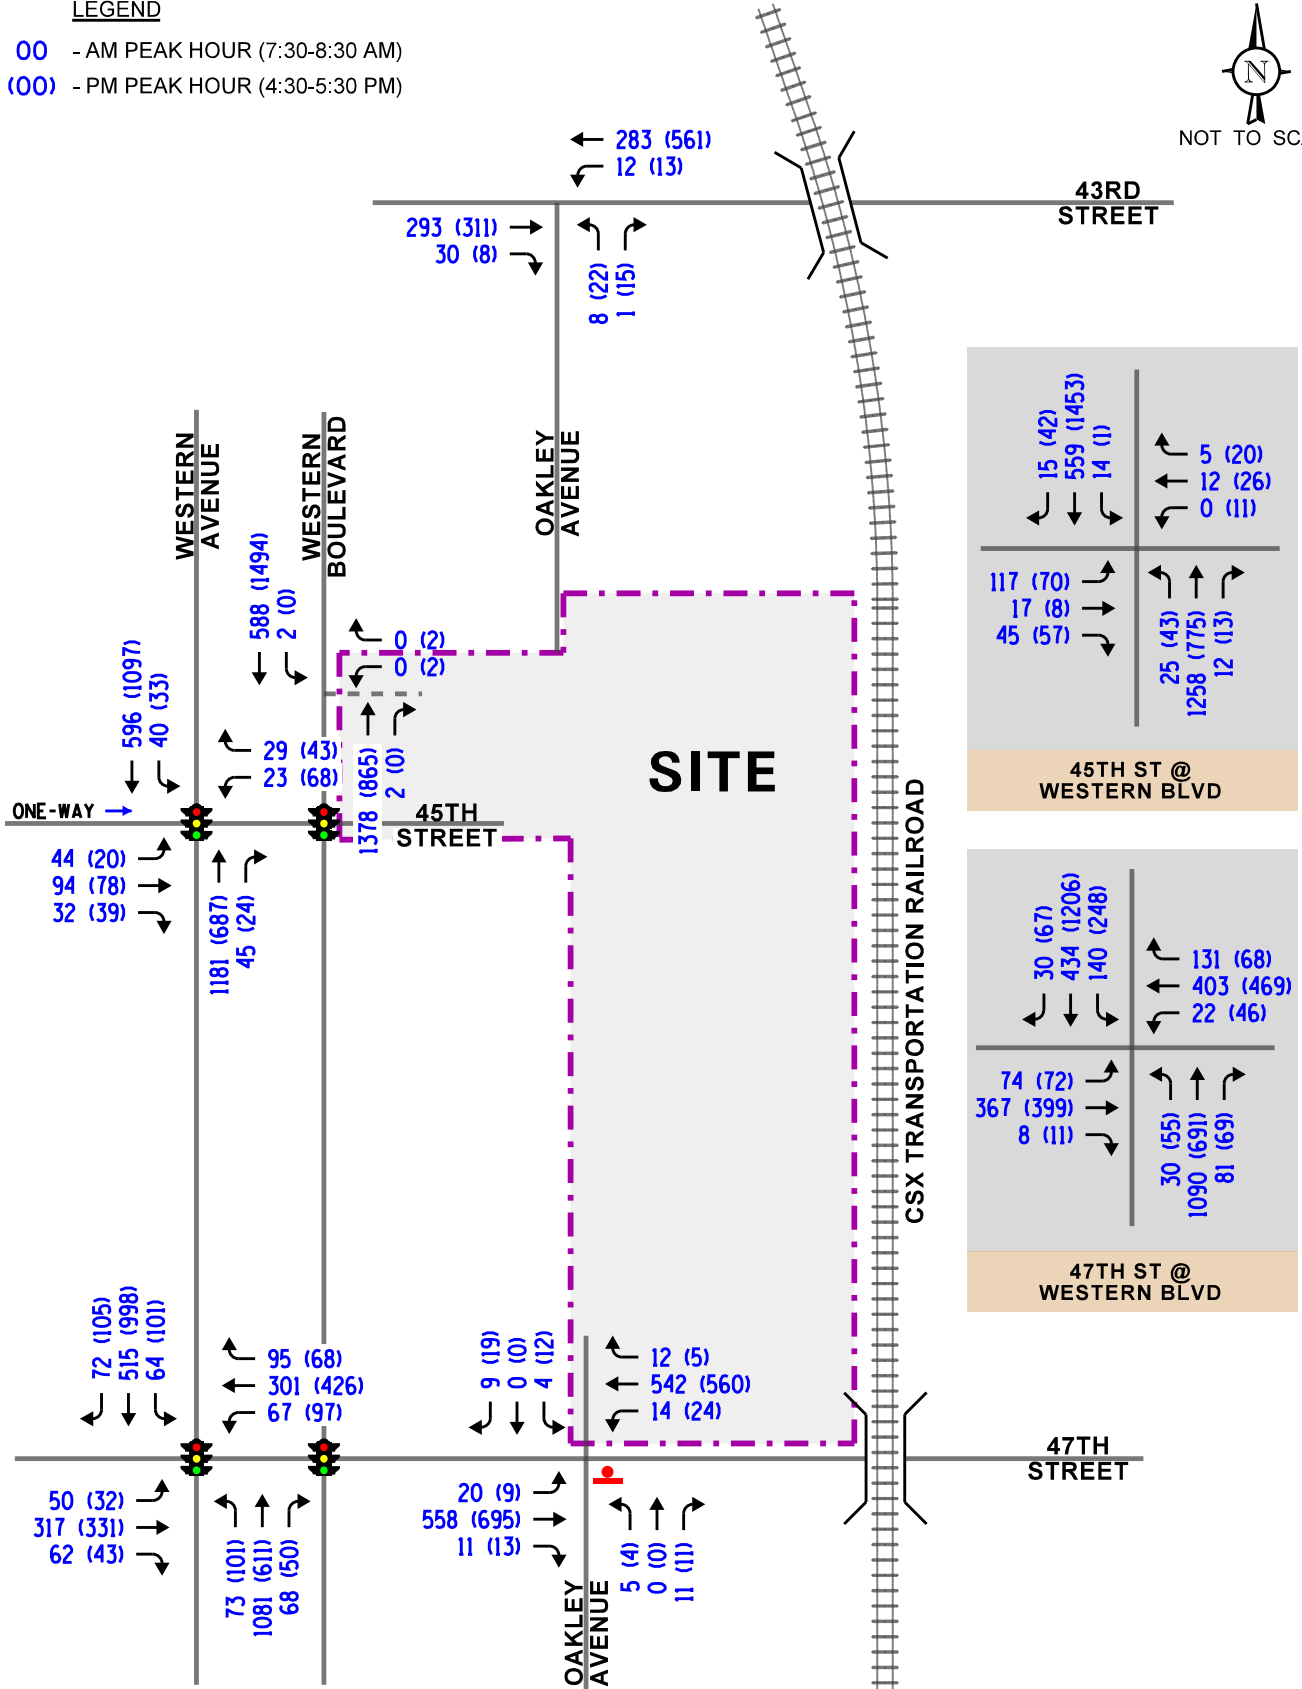 LEGEND
00 - AM PEAK HOUR (7:30-8:30 AM)
(00) - PM PEAK HOUR (4:30-5:30 PM)
N
NOT TO SC
283 (561)
12 (13)
43RD
STREET
293 (311)
30 (8)
8 (22)
1 (15)
WESTERN
AVENUE
WESTERN
BOULEVARD
OAKLEY
AVENUE
588 (1494)
2 (0)
0 (2)
0 (2)
596 (1097)
40 (33)
29 (43)
23 (68)
1378 (865)
2 (0)
SITE
ONE-WAY
45TH
STREET
44 (20)
94 (78)
32 (39)
1181 (687)
45 (24)
CSX TRANSPORTATION RAILROAD
15 (42)
559 (1453)
14 (1)
5 (20)
12 (26)
0 (11)
117 (70)
17 (8)
45 (57)
25 (43)
1258 (775)
12 (13)
45TH ST @
WESTERN BLVD
30 (67)
434 (1206)
140 (248)
131 (68)
403 (469)
22 (46)
74 (72)
367 (399)
8 (11)
30 (55)
1090 (691)
81 (69)
47TH ST @
WESTERN BLVD
72 (105)
515 (998)
64 (101)
95 (68)
301 (426)
67 (97)
9 (19)
0 (0)
4 (12)
12 (5)
542 (560)
14 (24)
47TH
STREET
50 (32)
317 (331)
62 (43)
73 (101)
1081 (611)
68 (50)
20 (9)
558 (695)
11 (13)
5 (4)
0 (0)
11 (11)
OAKLEY
AVENUE